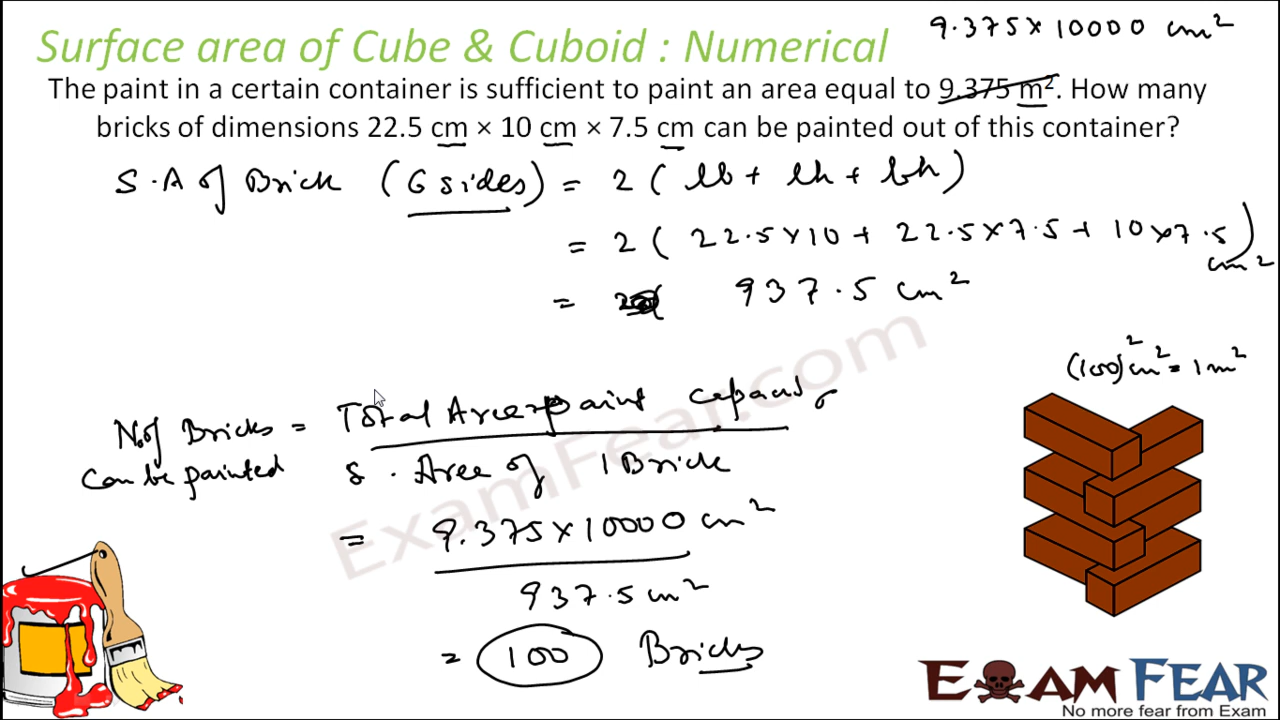 9.375 × 10000 cm²
Surface area of Cube & Cuboid : Numerical
The paint in a certain container is sufficient to paint an area equal to 9.375 m². How many
bricks of dimensions 22.5 cm × 10 cm × 7.5 cm can be painted out of this container?
S.A of Brick (6 sides) = 2 ( lb + lh + bh )
= 2 ( 22.5 × 10 + 22.5 × 7.5 + 10 × 7.5 ) cm²
= 937.5 cm²
(100)² cm² = 1 m²
No. of Bricks = Total Area paint capacity
can be painted S. Area of 1 Brick
= 9.375 × 10000 cm²
937.5 cm²
= 100 Bricks
ExamFear.com
EXAM FEAR
No more fear from Exam